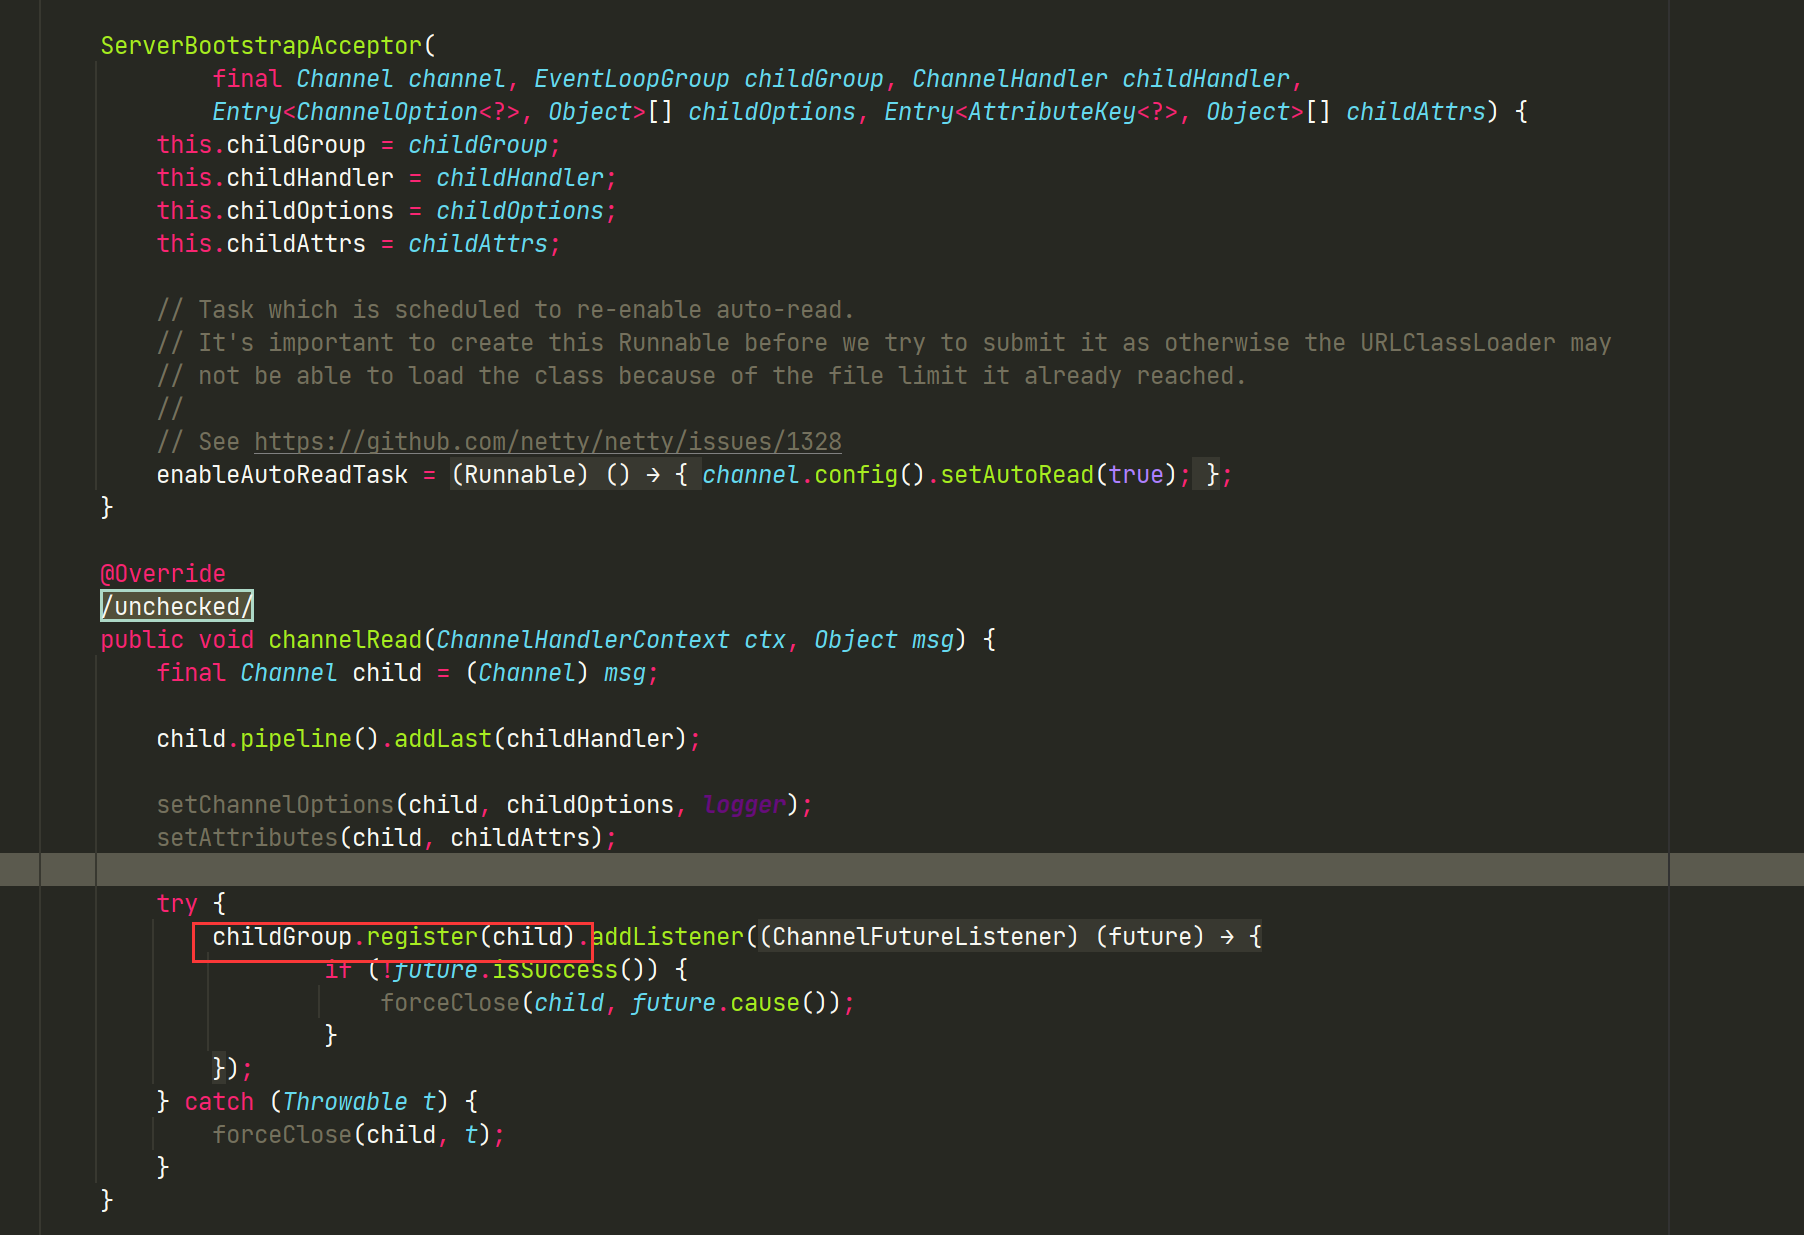 ServerBootstrapAcceptor(
final Channel channel, EventLoopGroup childGroup, ChannelHandler childHandler,
Entry<ChannelOption<?>, Object>[] childOptions, Entry<AttributeKey<?>, Object>[] childAttrs) {
this.childGroup = childGroup;
this.childHandler = childHandler;
this.childOptions = childOptions;
this.childAttrs = childAttrs;
// Task which is scheduled to re-enable auto-read.
// It's important to create this Runnable before we try to submit it as otherwise the URLClassLoader may
// not be able to load the class because of the file limit it already reached.
//
// See https://github.com/netty/netty/issues/1328
enableAutoReadTask = (Runnable) () → { channel.config().setAutoRead(true); };
}
@Override
/unchecked/
public void channelRead(ChannelHandlerContext ctx, Object msg) {
final Channel child = (Channel) msg;
child.pipeline().addLast(childHandler);
setChannelOptions(child, childOptions, logger);
setAttributes(child, childAttrs);
try {
childGroup.register(child).addListener((ChannelFutureListener) (future) → {
if (!future.isSuccess()) {
forceClose(child, future.cause());
}
});
} catch (Throwable t) {
forceClose(child, t);
}
}